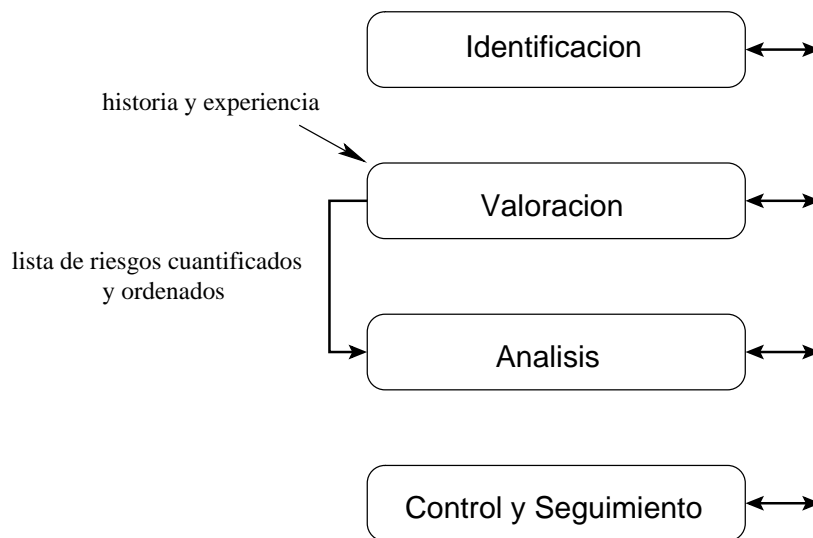 Identificacion
historia y experiencia
Valoracion
lista de riesgos cuantificados
y ordenados
Analisis
Control y Seguimiento